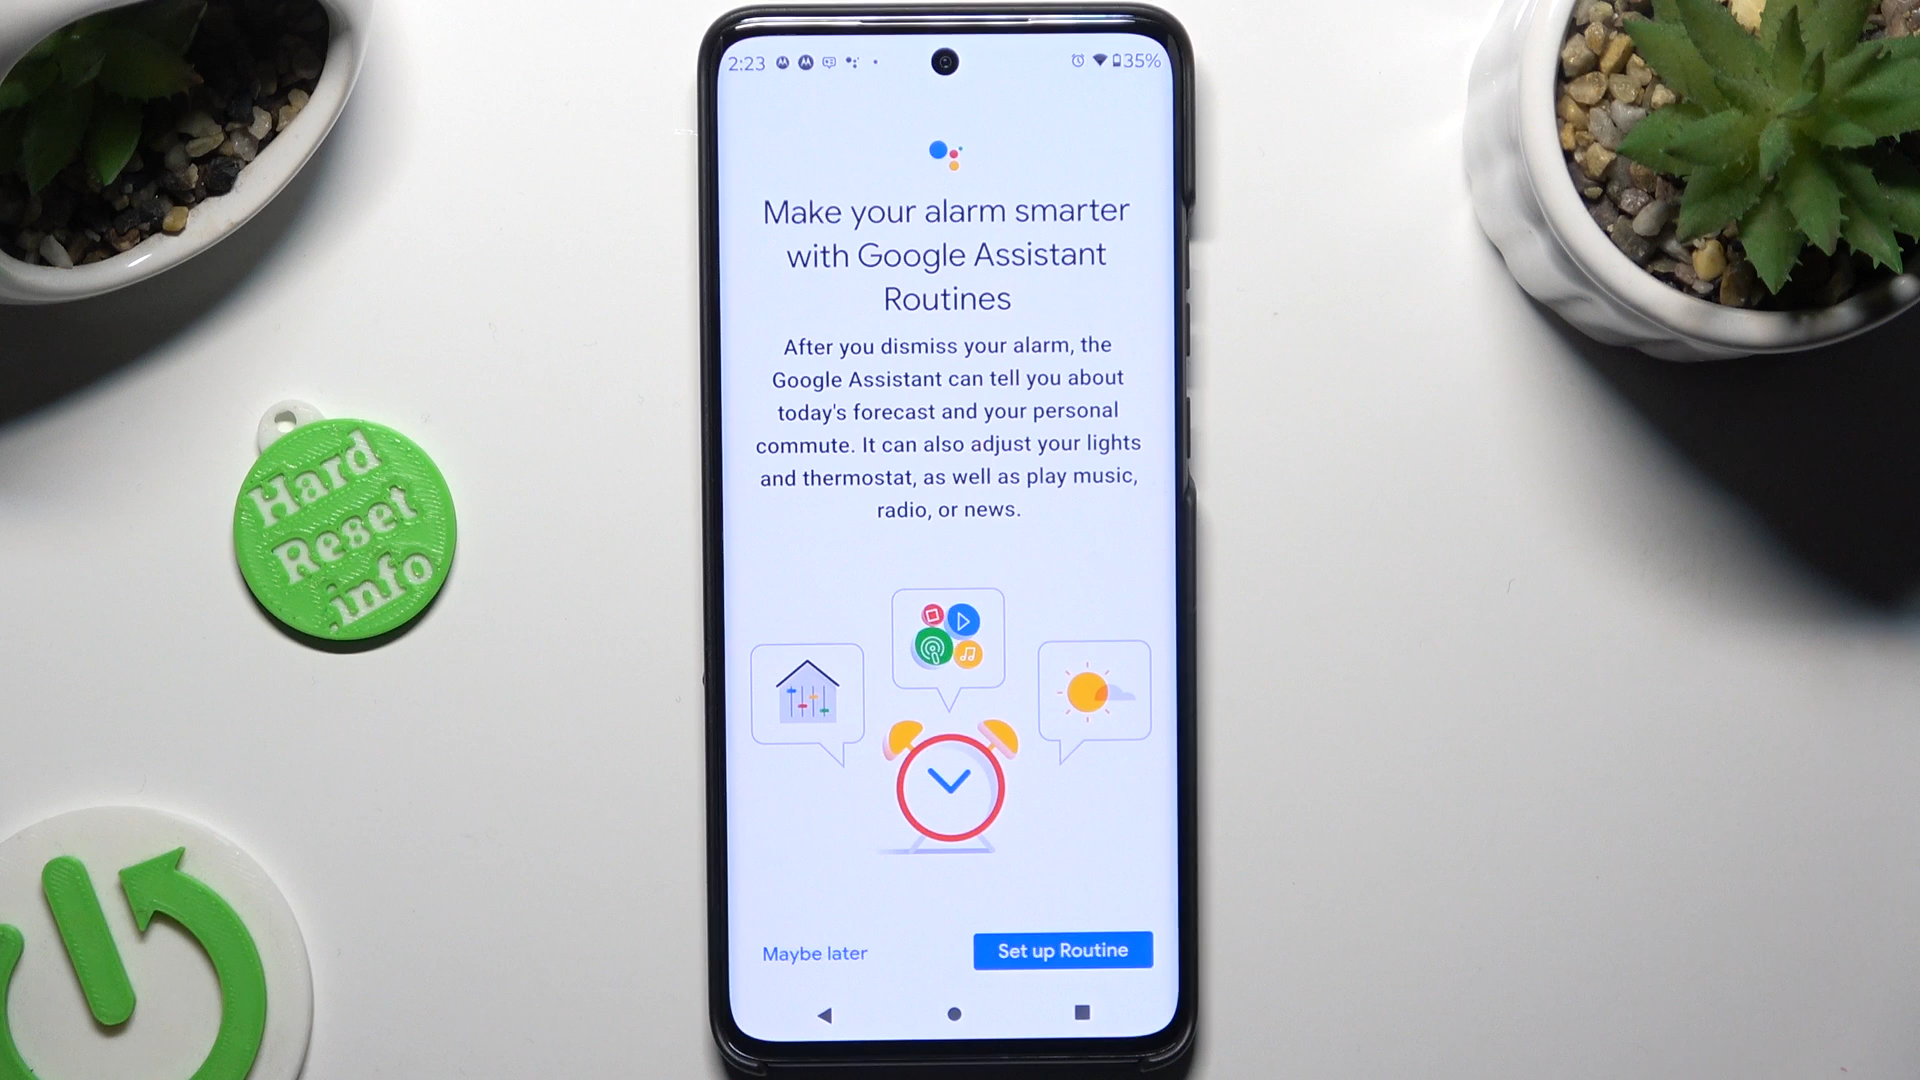 2:23
35%
Make your alarm smarter
with Google Assistant
Routines
After you dismiss your alarm, the
Google Assistant can tell you about
today's forecast and your personal
commute. It can also adjust your lights
and thermostat, as well as play music,
radio, or news.
Maybe later
Set up Routine
Hard
Reset
.info